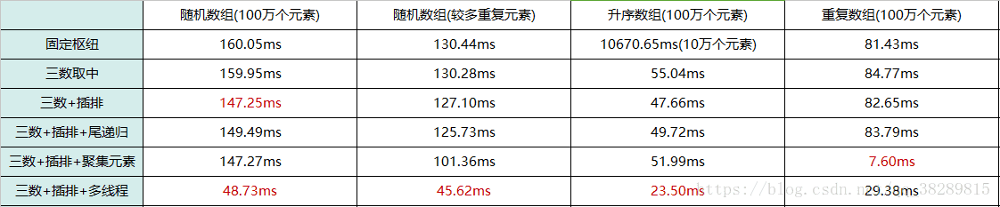 随机数组(100万个元素) 随机数组(较多重复元素) 升序数组(100万个元素) 重复数组(100万个元素)
固定枢纽 160.05ms 130.44ms 10670.65ms(10万个元素) 81.43ms
三数取中 159.95ms 130.28ms 55.04ms 84.77ms
三数+插排 147.25ms 127.10ms 47.66ms 82.65ms
三数+插排+尾递归 149.49ms 125.73ms 49.72ms 83.79ms
三数+插排+聚集元素 147.27ms 101.36ms 51.99ms 7.60ms
三数+插排+多线程 48.73ms 45.62ms 23.50ms 29.38ms